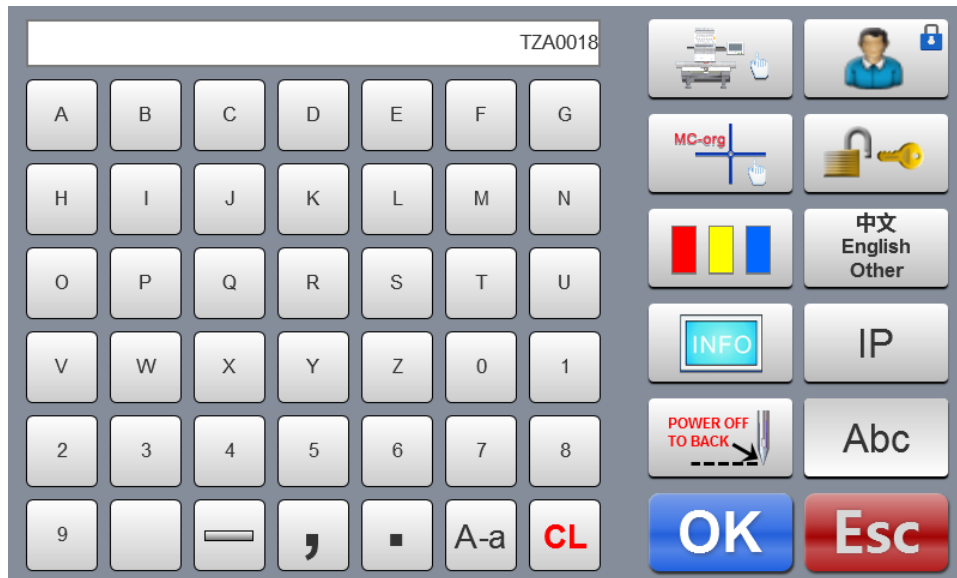 TZA0018
A B C D E F G
H I J K L M N
O P Q R S T U
V W X Y Z 0 1
2 3 4 5 6 7 8
9 , . A-a CL
MC-org
中文
English
Other
INFO
IP
POWER OFF
TO BACK
Abc
OK
Esc